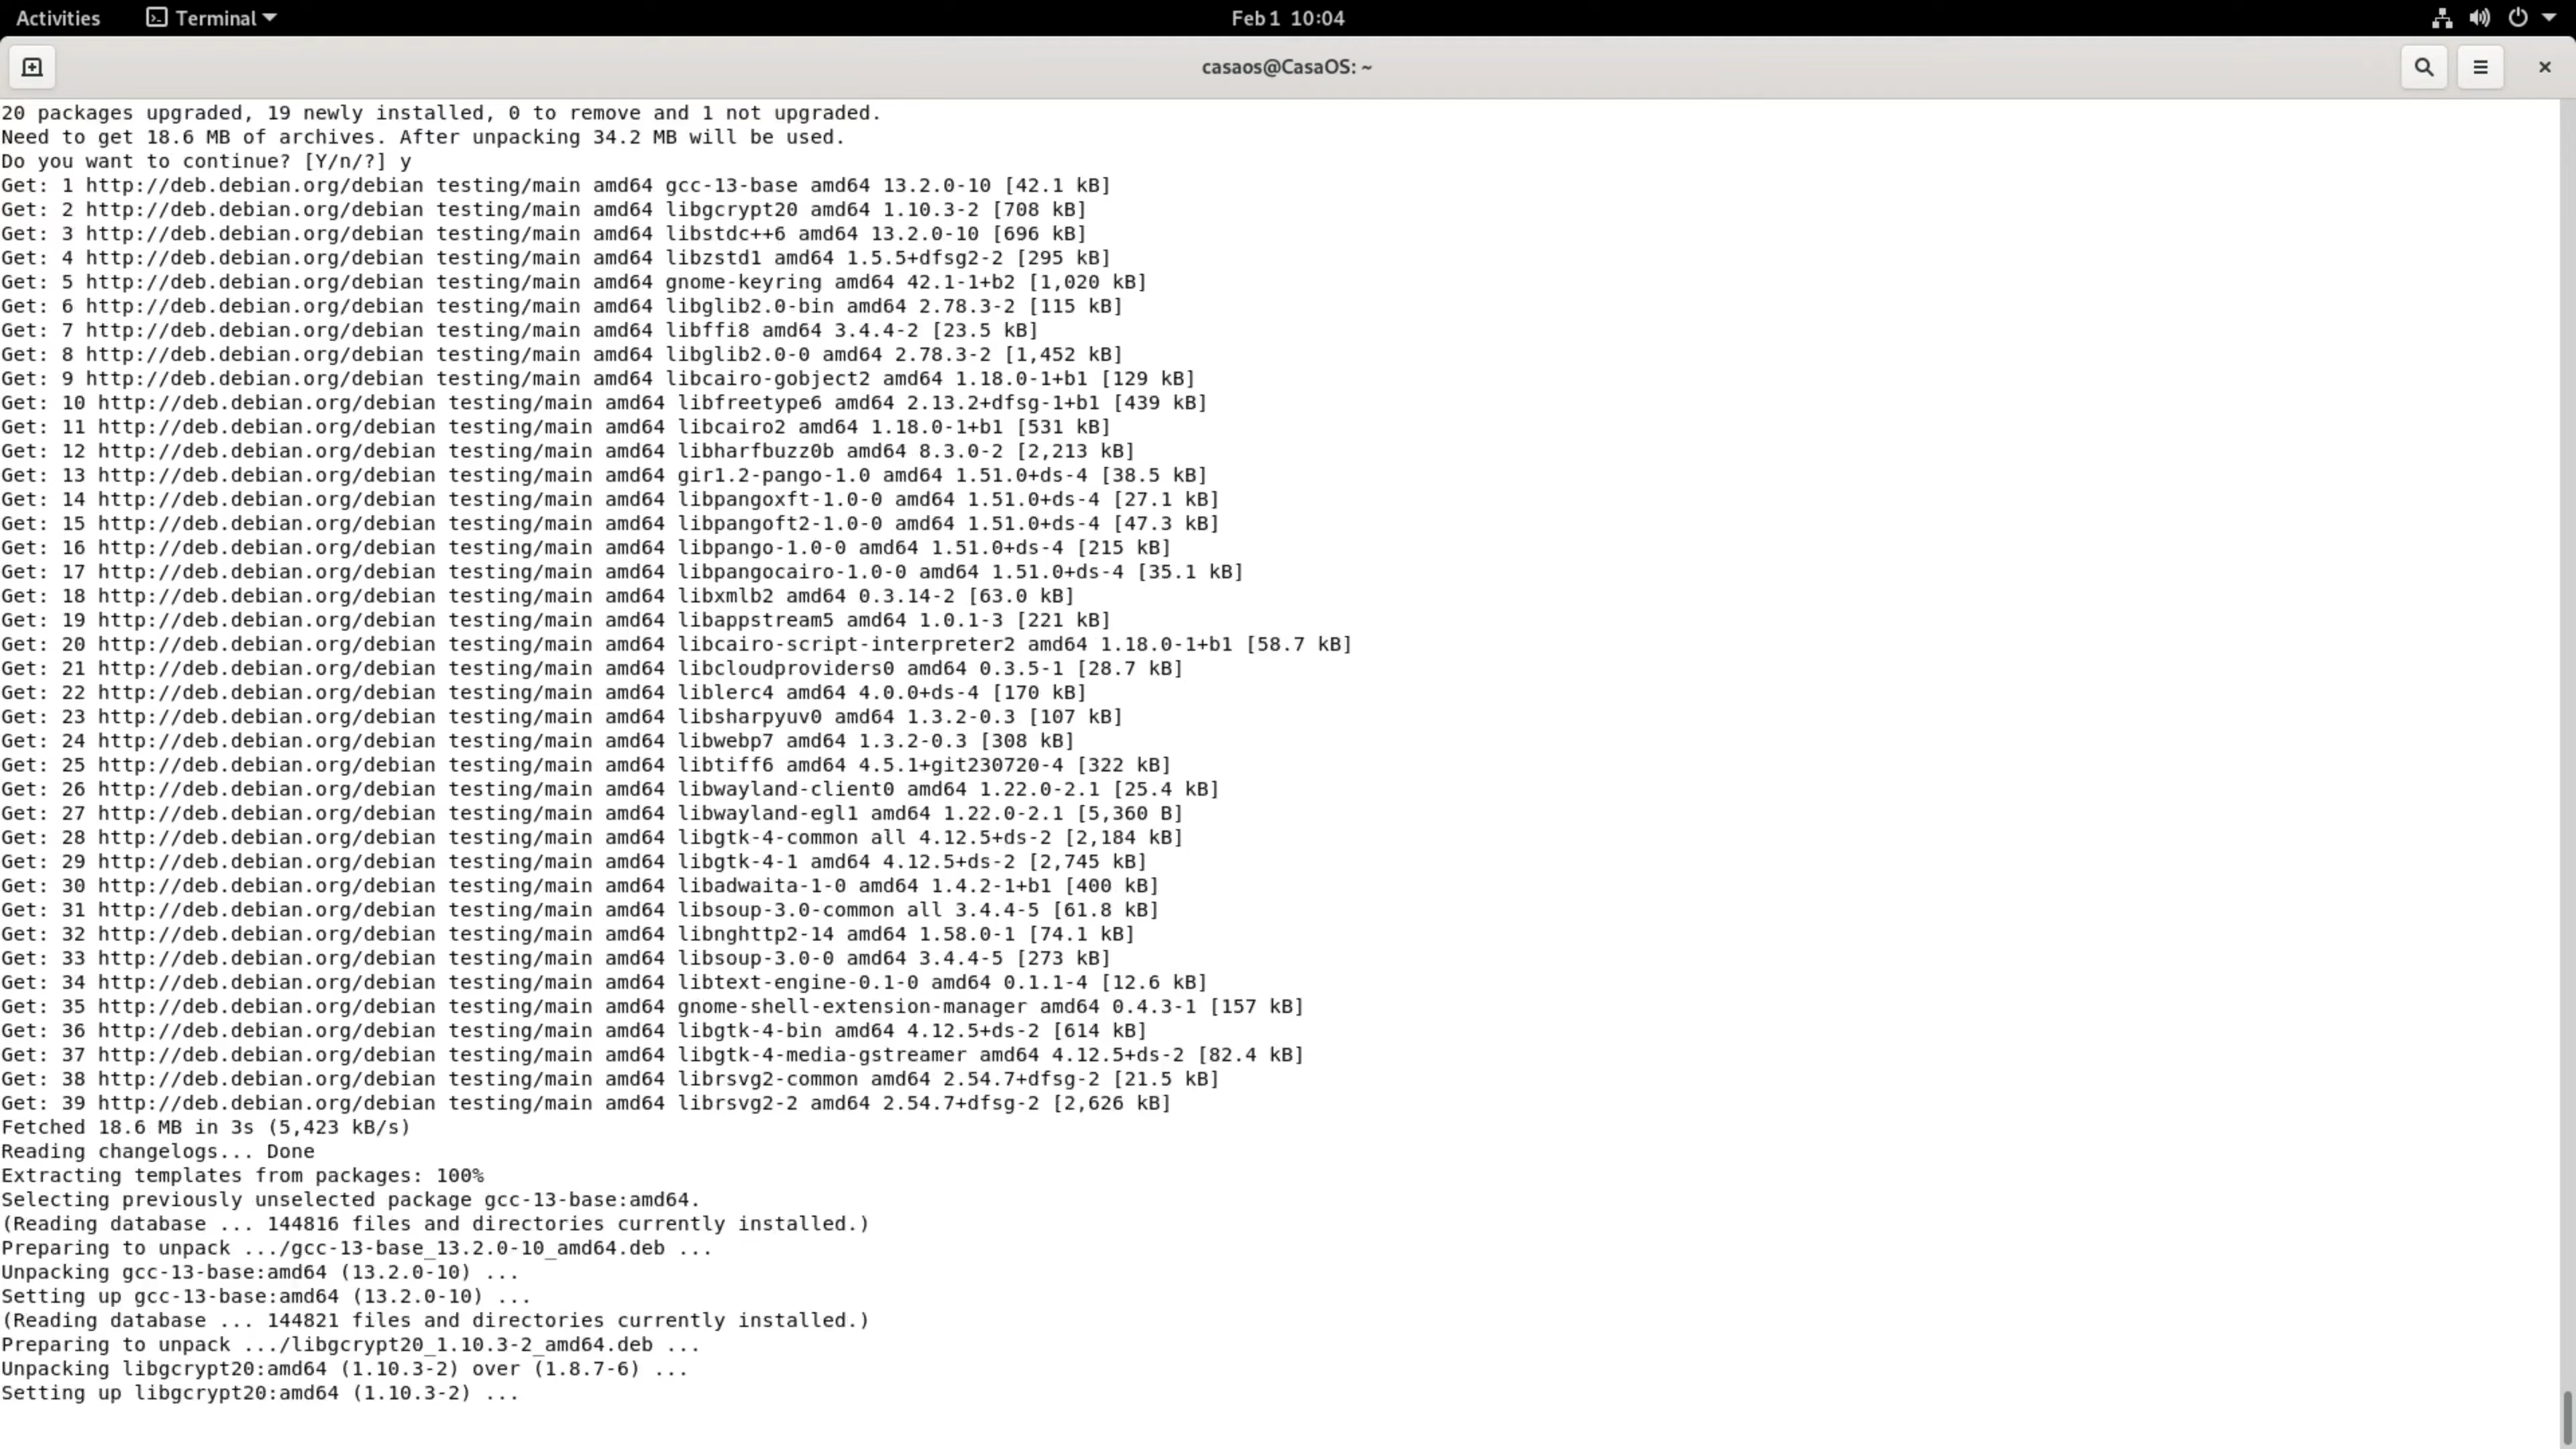 Activities Terminal Feb 1 10:04
casaos@CasaOS: ~
20 packages upgraded, 19 newly installed, 0 to remove and 1 not upgraded.
Need to get 18.6 MB of archives. After unpacking 34.2 MB will be used.
Do you want to continue? [Y/n/?] y
Get: 1 http://deb.debian.org/debian testing/main amd64 gcc-13-base amd64 13.2.0-10 [42.1 kB]
Get: 2 http://deb.debian.org/debian testing/main amd64 libgcrypt20 amd64 1.10.3-2 [708 kB]
Get: 3 http://deb.debian.org/debian testing/main amd64 libstdc++6 amd64 13.2.0-10 [696 kB]
Get: 4 http://deb.debian.org/debian testing/main amd64 libzstd1 amd64 1.5.5+dfsg2-2 [295 kB]
Get: 5 http://deb.debian.org/debian testing/main amd64 gnome-keyring amd64 42.1-1+b2 [1,020 kB]
Get: 6 http://deb.debian.org/debian testing/main amd64 libglib2.0-bin amd64 2.78.3-2 [115 kB]
Get: 7 http://deb.debian.org/debian testing/main amd64 libffi8 amd64 3.4.4-2 [23.5 kB]
Get: 8 http://deb.debian.org/debian testing/main amd64 libglib2.0-0 amd64 2.78.3-2 [1,452 kB]
Get: 9 http://deb.debian.org/debian testing/main amd64 libcairo-gobject2 amd64 1.18.0-1+b1 [129 kB]
Get: 10 http://deb.debian.org/debian testing/main amd64 libfreetype6 amd64 2.13.2+dfsg-1+b1 [439 kB]
Get: 11 http://deb.debian.org/debian testing/main amd64 libcairo2 amd64 1.18.0-1+b1 [531 kB]
Get: 12 http://deb.debian.org/debian testing/main amd64 libharfbuzz0b amd64 8.3.0-2 [2,213 kB]
Get: 13 http://deb.debian.org/debian testing/main amd64 gir1.2-pango-1.0 amd64 1.51.0+ds-4 [38.5 kB]
Get: 14 http://deb.debian.org/debian testing/main amd64 libpangoxft-1.0-0 amd64 1.51.0+ds-4 [27.1 kB]
Get: 15 http://deb.debian.org/debian testing/main amd64 libpangoft2-1.0-0 amd64 1.51.0+ds-4 [47.3 kB]
Get: 16 http://deb.debian.org/debian testing/main amd64 libpango-1.0-0 amd64 1.51.0+ds-4 [215 kB]
Get: 17 http://deb.debian.org/debian testing/main amd64 libpangocairo-1.0-0 amd64 1.51.0+ds-4 [35.1 kB]
Get: 18 http://deb.debian.org/debian testing/main amd64 libxmlb2 amd64 0.3.14-2 [63.0 kB]
Get: 19 http://deb.debian.org/debian testing/main amd64 libappstream5 amd64 1.0.1-3 [221 kB]
Get: 20 http://deb.debian.org/debian testing/main amd64 libcairo-script-interpreter2 amd64 1.18.0-1+b1 [58.7 kB]
Get: 21 http://deb.debian.org/debian testing/main amd64 libcloudproviders0 amd64 0.3.5-1 [28.7 kB]
Get: 22 http://deb.debian.org/debian testing/main amd64 liblerc4 amd64 4.0.0+ds-4 [170 kB]
Get: 23 http://deb.debian.org/debian testing/main amd64 libsharpyuv0 amd64 1.3.2-0.3 [107 kB]
Get: 24 http://deb.debian.org/debian testing/main amd64 libwebp7 amd64 1.3.2-0.3 [308 kB]
Get: 25 http://deb.debian.org/debian testing/main amd64 libtiff6 amd64 4.5.1+git230720-4 [322 kB]
Get: 26 http://deb.debian.org/debian testing/main amd64 libwayland-client0 amd64 1.22.0-2.1 [25.4 kB]
Get: 27 http://deb.debian.org/debian testing/main amd64 libwayland-egl1 amd64 1.22.0-2.1 [5,360 B]
Get: 28 http://deb.debian.org/debian testing/main amd64 libgtk-4-common all 4.12.5+ds-2 [2,184 kB]
Get: 29 http://deb.debian.org/debian testing/main amd64 libgtk-4-1 amd64 4.12.5+ds-2 [2,745 kB]
Get: 30 http://deb.debian.org/debian testing/main amd64 libadwaita-1-0 amd64 1.4.2-1+b1 [400 kB]
Get: 31 http://deb.debian.org/debian testing/main amd64 libsoup-3.0-common all 3.4.4-5 [61.8 kB]
Get: 32 http://deb.debian.org/debian testing/main amd64 libnghttp2-14 amd64 1.58.0-1 [74.1 kB]
Get: 33 http://deb.debian.org/debian testing/main amd64 libsoup-3.0-0 amd64 3.4.4-5 [273 kB]
Get: 34 http://deb.debian.org/debian testing/main amd64 libtext-engine-0.1-0 amd64 0.1.1-4 [12.6 kB]
Get: 35 http://deb.debian.org/debian testing/main amd64 gnome-shell-extension-manager amd64 0.4.3-1 [157 kB]
Get: 36 http://deb.debian.org/debian testing/main amd64 libgtk-4-bin amd64 4.12.5+ds-2 [614 kB]
Get: 37 http://deb.debian.org/debian testing/main amd64 libgtk-4-media-gstreamer amd64 4.12.5+ds-2 [82.4 kB]
Get: 38 http://deb.debian.org/debian testing/main amd64 librsvg2-common amd64 2.54.7+dfsg-2 [21.5 kB]
Get: 39 http://deb.debian.org/debian testing/main amd64 librsvg2-2 amd64 2.54.7+dfsg-2 [2,626 kB]
Fetched 18.6 MB in 3s (5,423 kB/s)
Reading changelogs... Done
Extracting templates from packages: 100%
Selecting previously unselected package gcc-13-base:amd64.
(Reading database ... 144816 files and directories currently installed.)
Preparing to unpack .../gcc-13-base_13.2.0-10_amd64.deb ...
Unpacking gcc-13-base:amd64 (13.2.0-10) ...
Setting up gcc-13-base:amd64 (13.2.0-10) ...
(Reading database ... 144821 files and directories currently installed.)
Preparing to unpack .../libgcrypt20_1.10.3-2_amd64.deb ...
Unpacking libgcrypt20:amd64 (1.10.3-2) over (1.8.7-6) ...
Setting up libgcrypt20:amd64 (1.10.3-2) ...